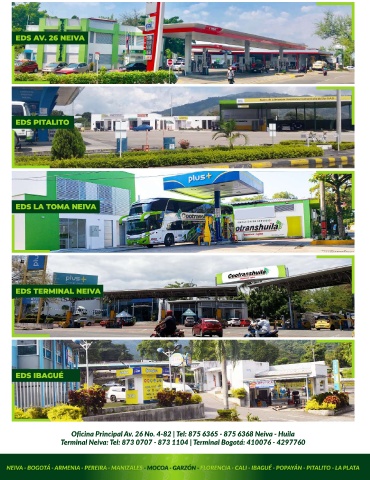 EDS AV. 26 NEIVA
EDS PITALITO
EDS LA TOMA NEIVA
plus+
Cootranshuila
EDS TERMINAL NEIVA
plus+
Cootranshuila
EDS IBAGUÉ
Oficina Principal Av. 26 No. 4-82 | Tel: 875 6365 - 875 6368 Neiva - Huila
Terminal Neiva: Tel: 873 0707 - 873 1104 | Terminal Bogotá: 410076 - 4297760
NEIVA - BOGOTÁ - ARMENIA - PEREIRA - MANIZALES - MOCOA - GARZÓN - FLORENCIA - CALI - IBAGUÉ - POPAYÁN - PITALITO - LA PLATA